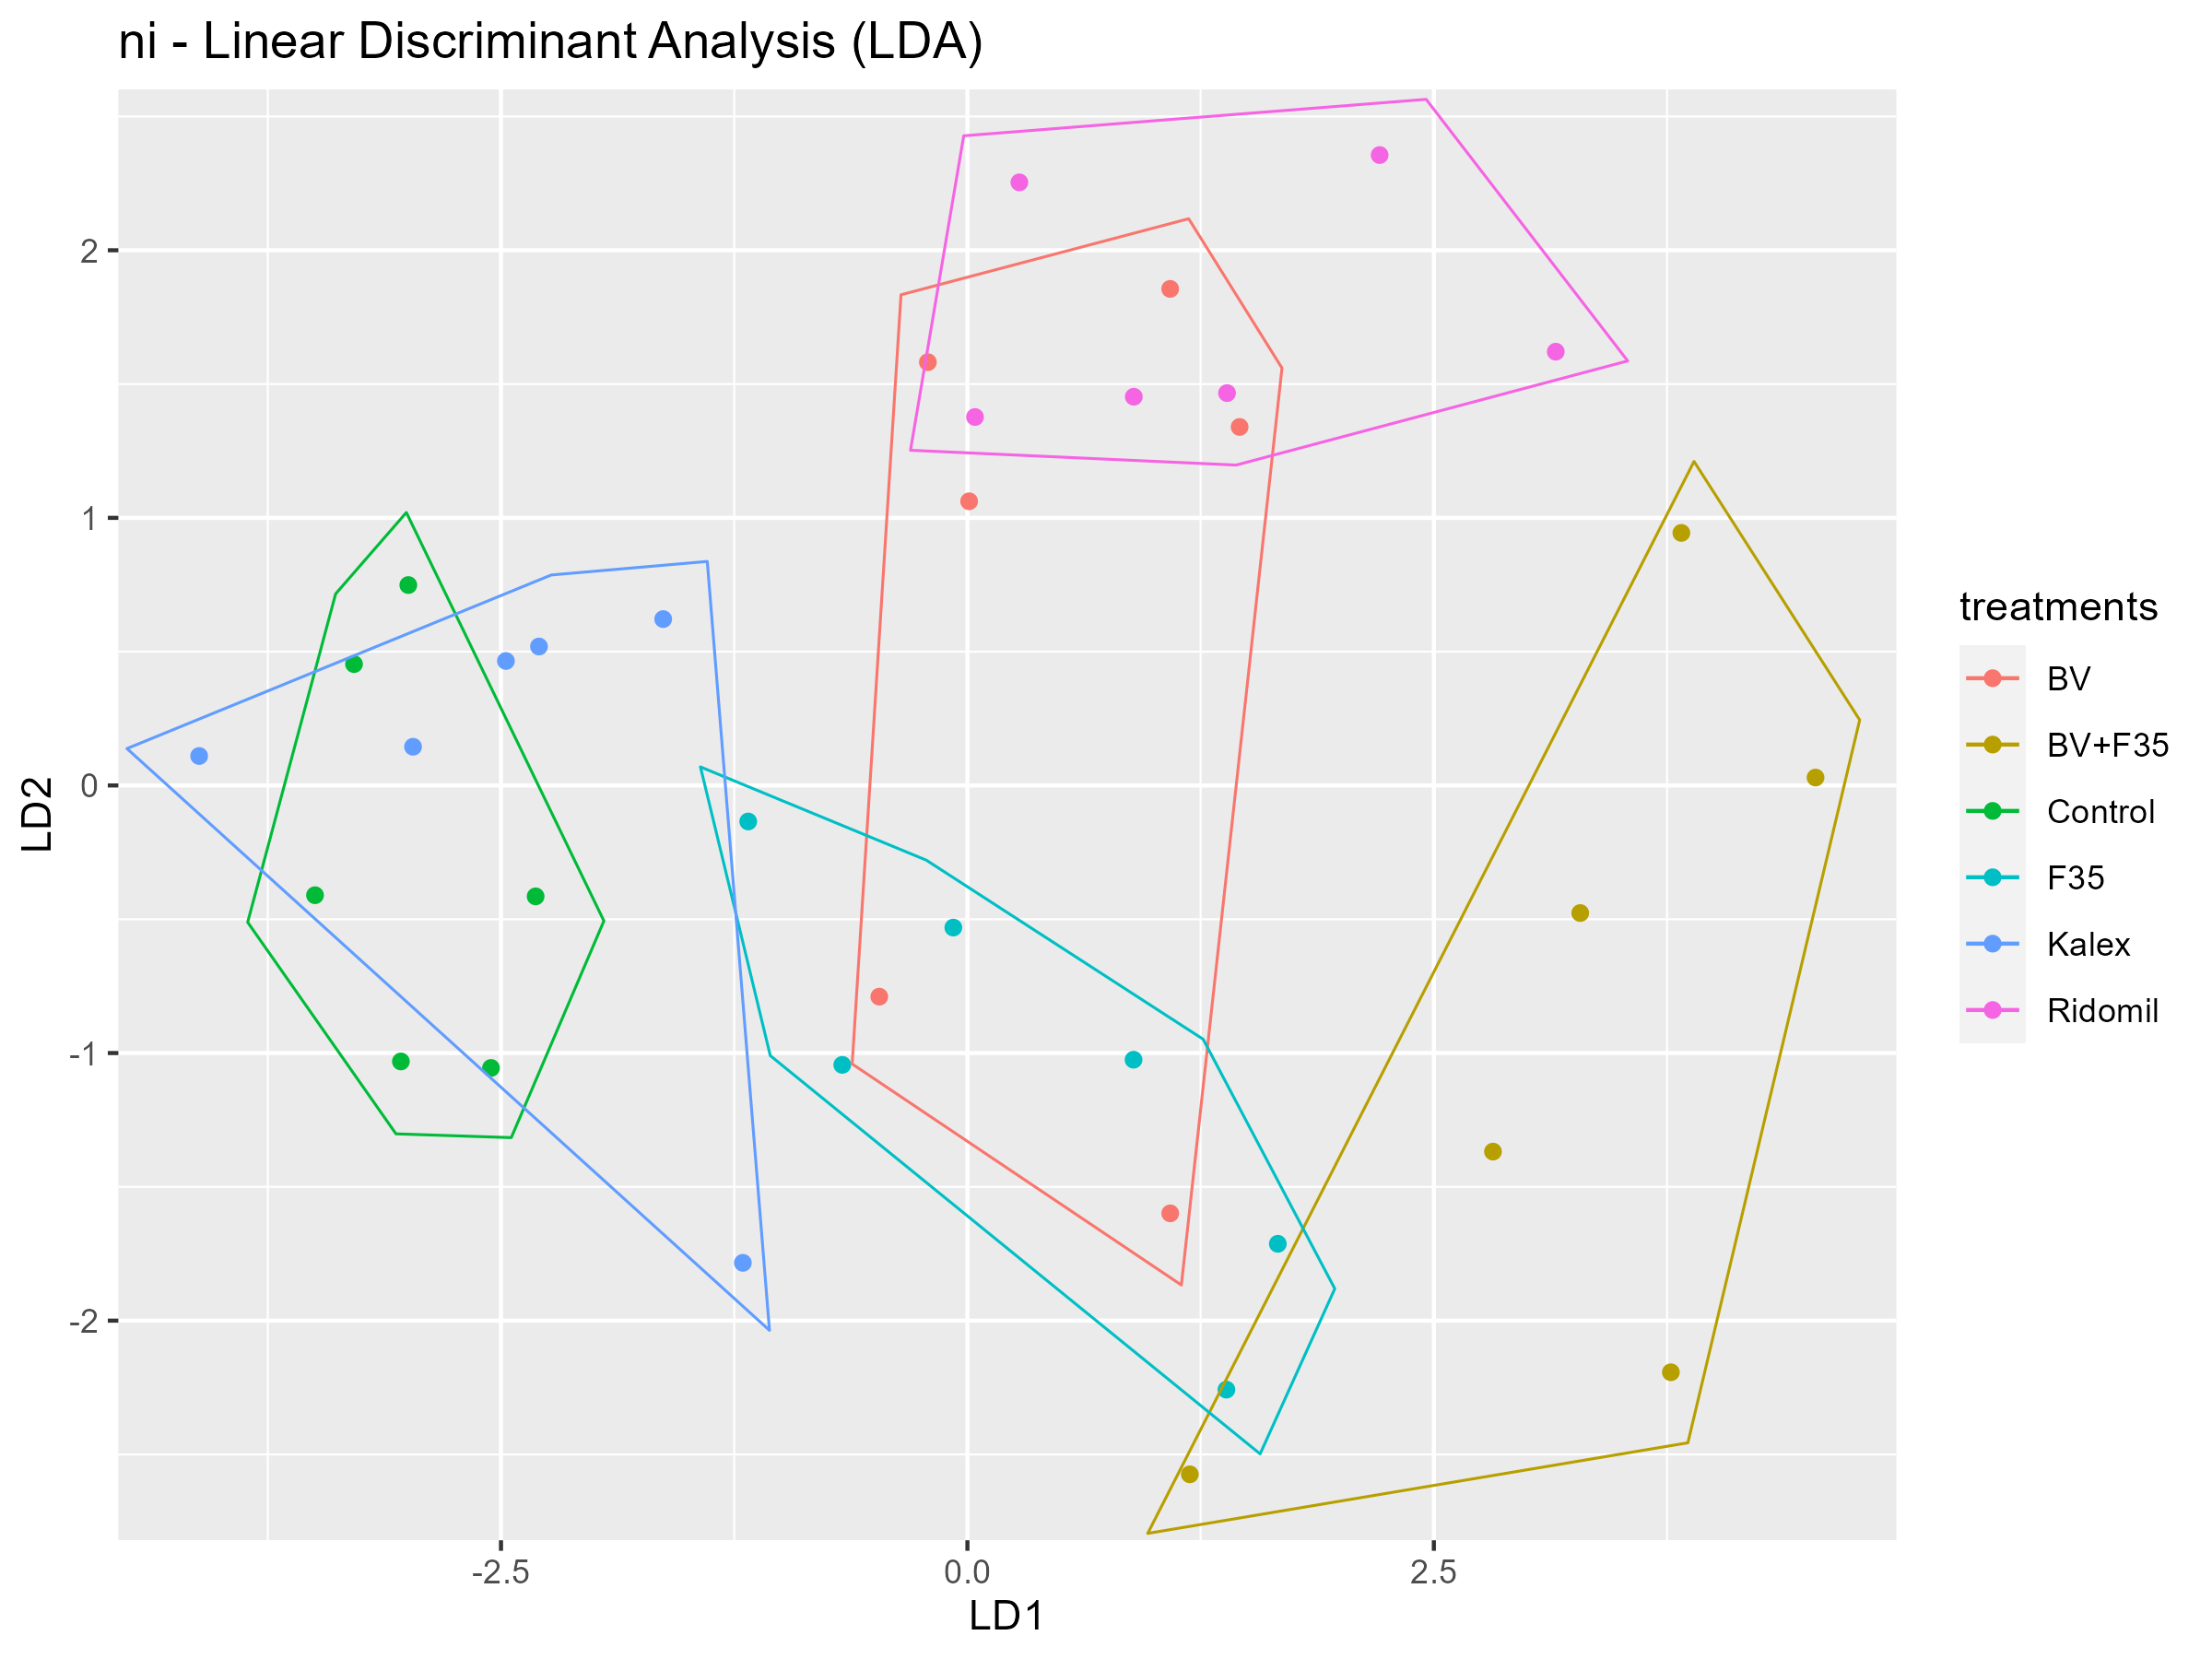 ni - Linear Discriminant Analysis (LDA)
2
1
0
-1
-2
LD2
-2.5 0.0 2.5
LD1
treatments
BV
BV+F35
Control
F35
Kalex
Ridomil